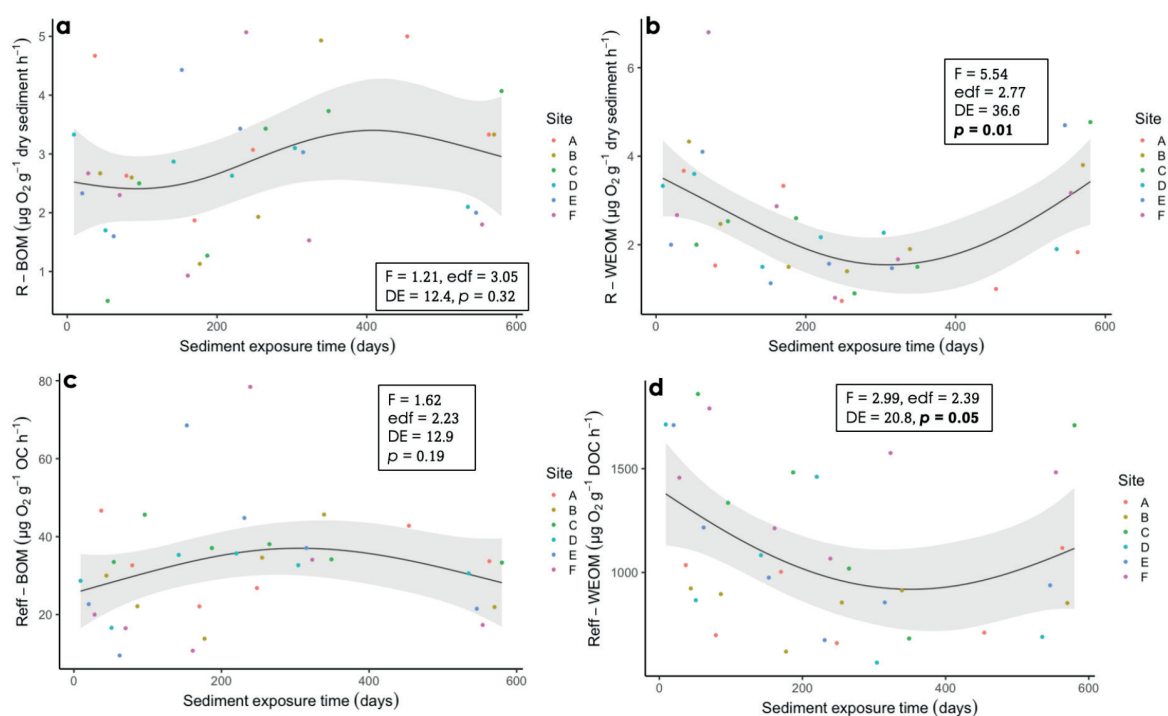 a
R – BOM (µg O₂ g⁻¹ dry sediment h⁻¹)
5
4
3
2
1
0
200
400
600
Sediment exposure time (days)
F = 1.21, edf = 3.05
DE = 12.4, p = 0.32
Site
A
B
C
D
E
F
b
R – WEOM (µg O₂ g⁻¹ dry sediment h⁻¹)
6
4
2
0
200
400
600
Sediment exposure time (days)
F = 5.54
edf = 2.77
DE = 36.6
p = 0.01
Site
A
B
C
D
E
F
c
Reff – BOM (µg O₂ g⁻¹ OC h⁻¹)
80
60
40
20
0
200
400
600
Sediment exposure time (days)
F = 1.62
edf = 2.23
DE = 12.9
p = 0.19
Site
A
B
C
D
E
F
d
Reff – WEOM (µg O₂ g⁻¹ DOC h⁻¹)
1500
1000
0
200
400
600
Sediment exposure time (days)
F = 2.99, edf = 2.39
DE = 20.8, p = 0.05
Site
A
B
C
D
E
F